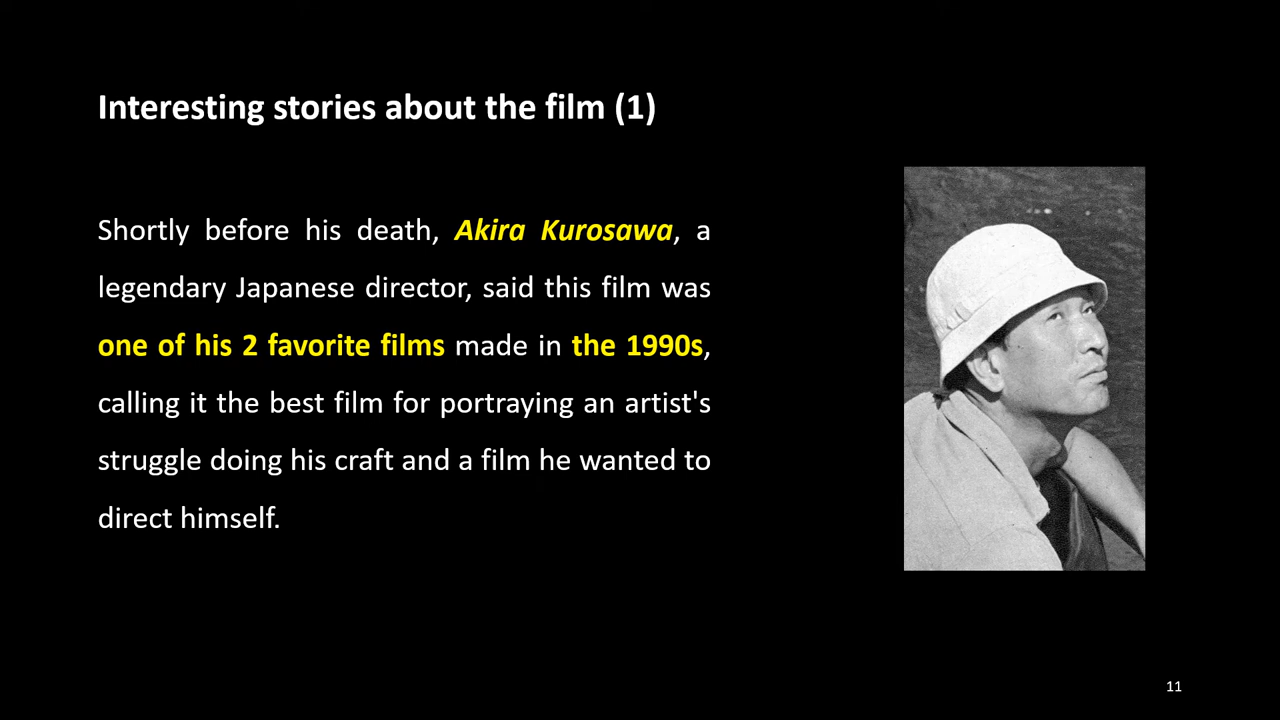 Interesting stories about the film (1)
Shortly before his death, Akira Kurosawa, a
legendary Japanese director, said this film was
one of his 2 favorite films made in the 1990s,
calling it the best film for portraying an artist's
struggle doing his craft and a film he wanted to
direct himself.
11